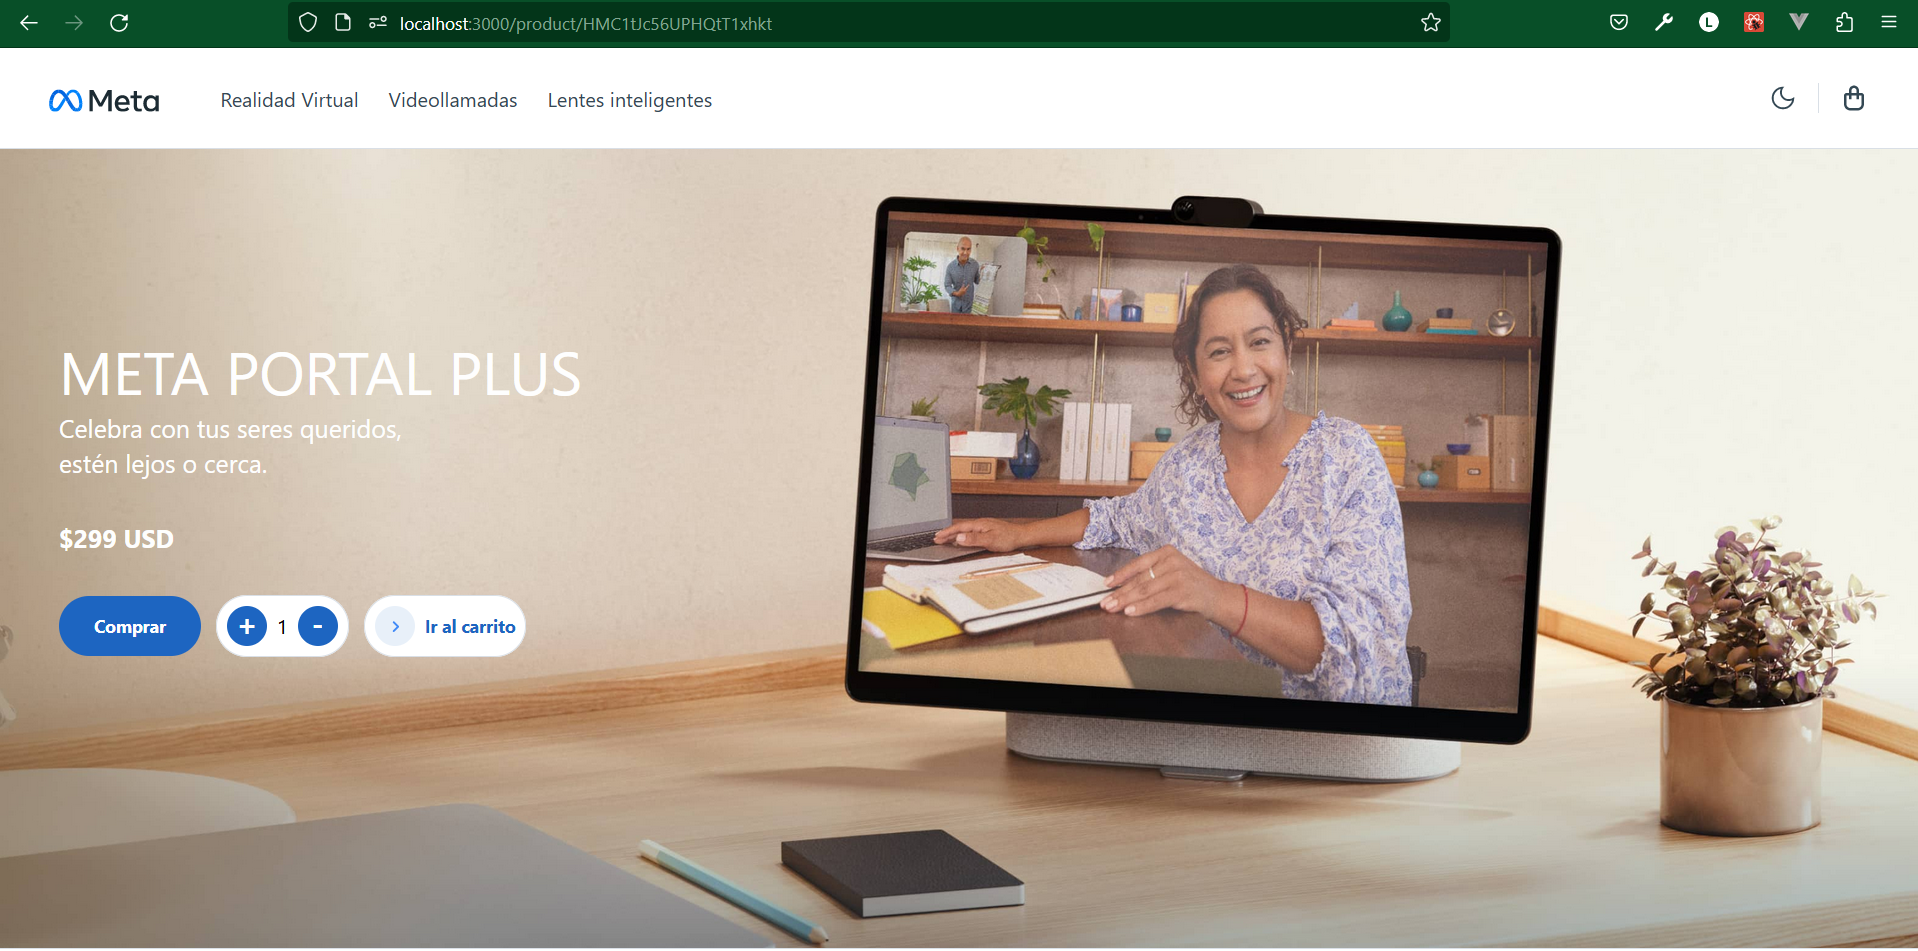 localhost:3000/product/HMC1tJc56UPHQtT1xhkt
L
Meta
Realidad Virtual
Videollamadas
Lentes inteligentes
META PORTAL PLUS
Celebra con tus seres queridos,
estén lejos o cerca.
$299 USD
Comprar
+ 1 -
Ir al carrito